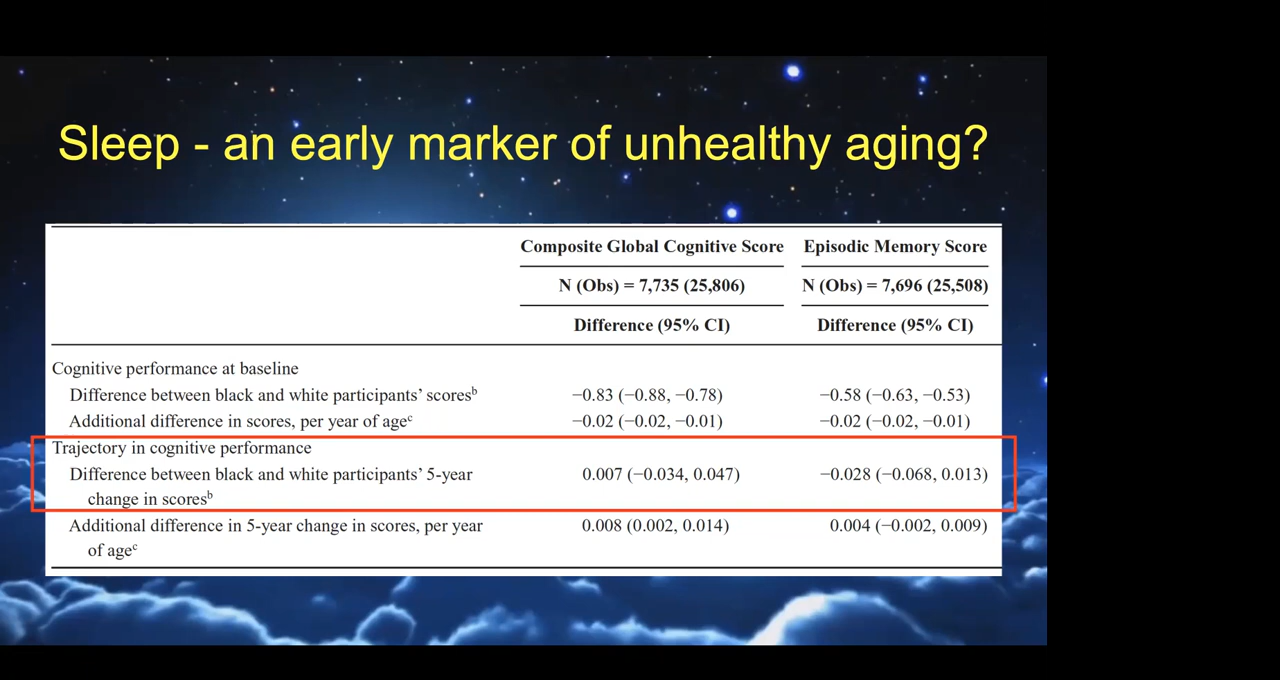 Sleep - an early marker of unhealthy aging?
Composite Global Cognitive Score Episodic Memory Score
N (Obs) = 7,735 (25,806) N (Obs) = 7,696 (25,508)
Difference (95% CI) Difference (95% CI)
Cognitive performance at baseline
Difference between black and white participants’ scoresᵇ −0.83 (−0.88, −0.78) −0.58 (−0.63, −0.53)
Additional difference in scores, per year of ageᶜ −0.02 (−0.02, −0.01) −0.02 (−0.02, −0.01)
Trajectory in cognitive performance
Difference between black and white participants’ 5-year 0.007 (−0.034, 0.047) −0.028 (−0.068, 0.013)
change in scoresᵇ
Additional difference in 5-year change in scores, per year 0.008 (0.002, 0.014) 0.004 (−0.002, 0.009)
of ageᶜ